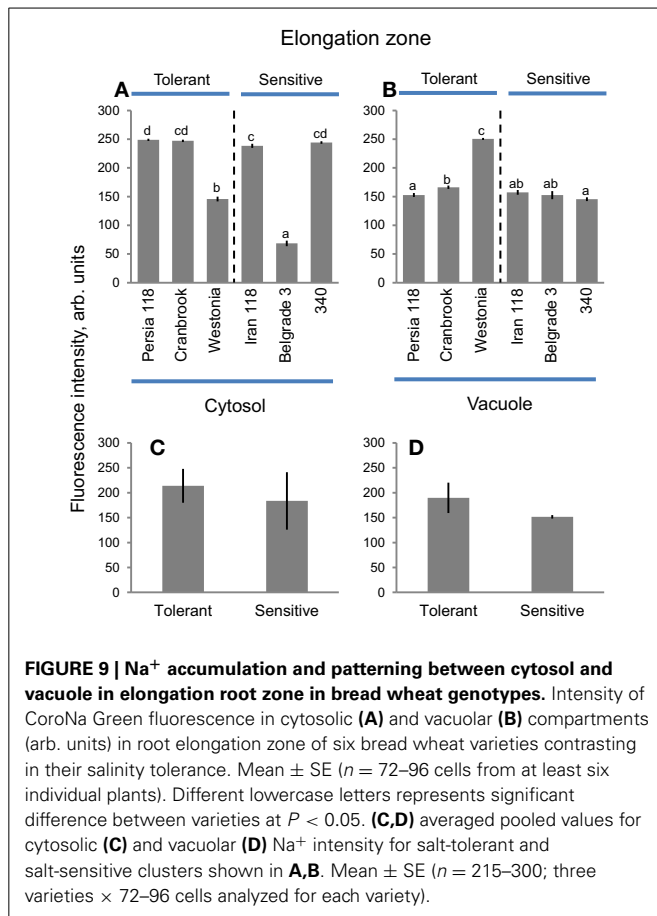 Elongation zone
Tolerant Sensitive Tolerant Sensitive
A B
Fluorescence intensity, arb. units
300
250
200
150
100
50
0
d cd b c a cd
Persia 118
Cranbrook
Westonia
Iran 118
Belgrade 3
340
Cytosol
300
250
200
150
100
50
0
a b c ab ab a
Persia 118
Cranbrook
Westonia
Iran 118
Belgrade 3
340
Vacuole
C
300
250
200
150
100
50
0
Tolerant Sensitive
D
300
250
200
150
100
50
0
Tolerant Sensitive
FIGURE 9 | Na⁺ accumulation and patterning between cytosol and
vacuole in elongation root zone in bread wheat genotypes. Intensity of
CoroNa Green fluorescence in cytosolic (A) and vacuolar (B) compartments
(arb. units) in root elongation zone of six bread wheat varieties contrasting
in their salinity tolerance. Mean ± SE (n = 72–96 cells from at least six
individual plants). Different lowercase letters represents significant
difference between varieties at P < 0.05. (C,D) averaged pooled values for
cytosolic (C) and vacuolar (D) Na⁺ intensity for salt-tolerant and
salt-sensitive clusters shown in A,B. Mean ± SE (n = 215–300; three
varieties × 72–96 cells analyzed for each variety).